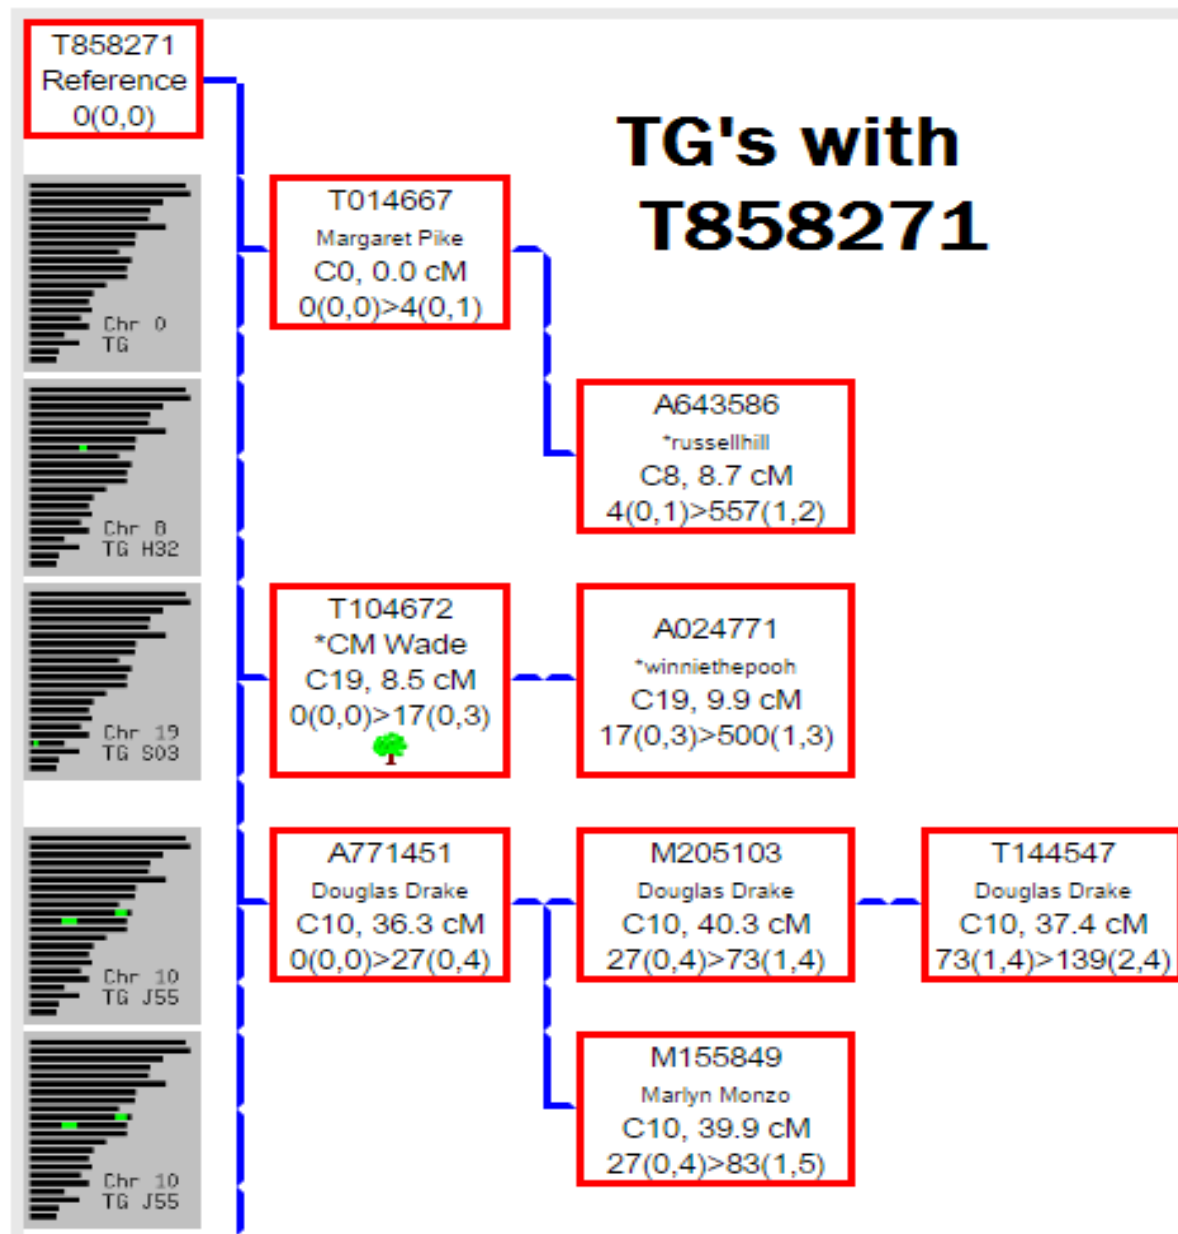 T858271
Reference
0(0,0)
TG's with
T858271
Chr 0
TG
T014667
Margaret Pike
C0, 0.0 cM
0(0,0)>4(0,1)
Chr 8
TG H32
A643586
*russellhill
C8, 8.7 cM
4(0,1)>557(1,2)
Chr 19
TG S03
T104672
*CM Wade
C19, 8.5 cM
0(0,0)>17(0,3)
A024771
*winniethepooh
C19, 9.9 cM
17(0,3)>500(1,3)
Chr 10
TG J55
A771451
Douglas Drake
C10, 36.3 cM
0(0,0)>27(0,4)
M205103
Douglas Drake
C10, 40.3 cM
27(0,4)>73(1,4)
T144547
Douglas Drake
C10, 37.4 cM
73(1,4)>139(2,4)
Chr 10
TG J55
M155849
Marlyn Monzo
C10, 39.9 cM
27(0,4)>83(1,5)